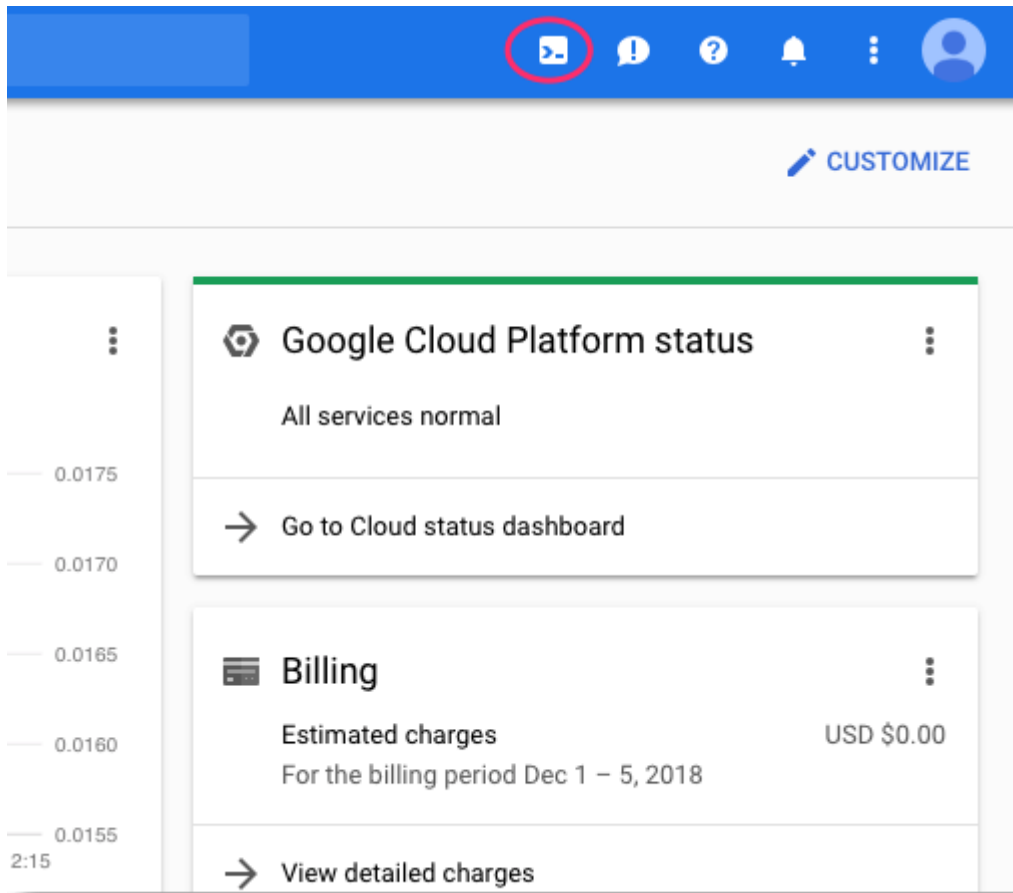 CUSTOMIZE
Google Cloud Platform status
All services normal
0.0175
Go to Cloud status dashboard
0.0170
0.0165
Billing
Estimated charges USD $0.00
0.0160
For the billing period Dec 1 – 5, 2018
0.0155
2:15
View detailed charges